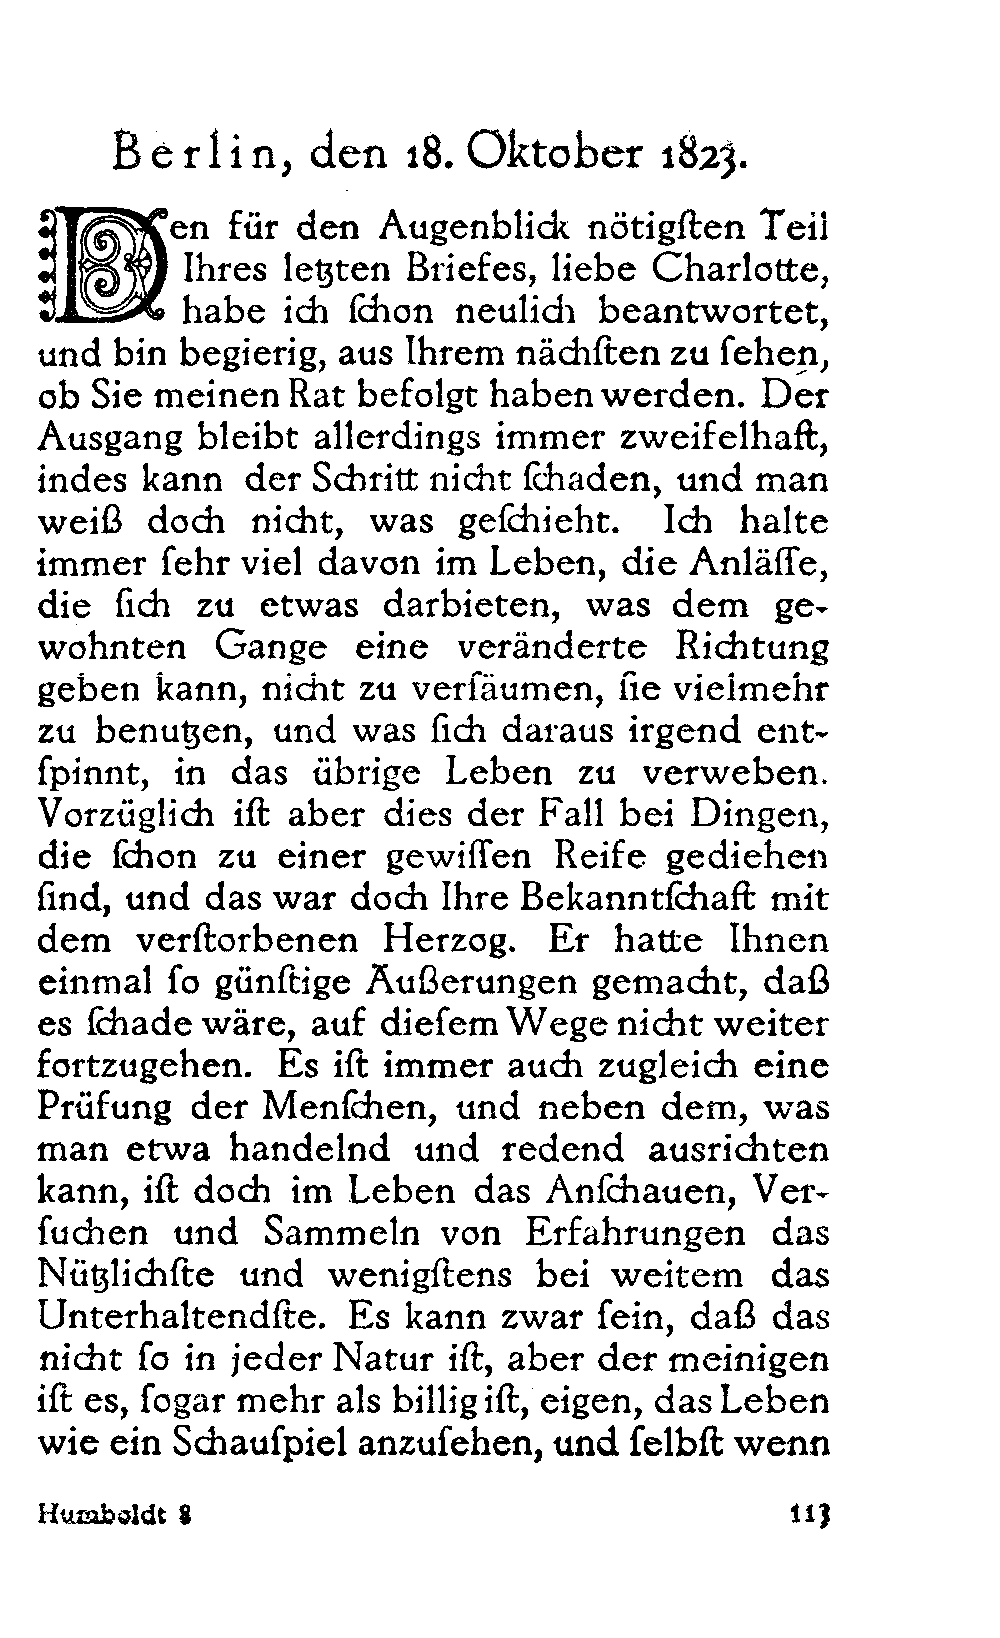 Berlin, den 18. Oktober 1823.
Den für den Augenblick nötigſten Teil
Ihres letzten Briefes, liebe Charlotte,
habe ich ſchon neulich beantwortet,
und bin begierig, aus Ihrem nächſten zu ſehen,
ob Sie meinen Rat befolgt haben werden. Der
Ausgang bleibt allerdings immer zweifelhaft,
indes kann der Schritt nicht ſchaden, und man
weiß doch nicht, was geſchieht. Ich halte
immer ſehr viel davon im Leben, die Anläſſe,
die ſich zu etwas darbieten, was dem ge-
wohnten Gange eine veränderte Richtung
geben kann, nicht zu verſäumen, ſie vielmehr
zu benutzen, und was ſich daraus irgend ent-
ſpinnt, in das übrige Leben zu verweben.
Vorzüglich iſt aber dies der Fall bei Dingen,
die ſchon zu einer gewiſſen Reife gediehen
ſind, und das war doch Ihre Bekanntſchaft mit
dem verſtorbenen Herzog. Er hatte Ihnen
einmal ſo günſtige Äußerungen gemacht, daß
es ſchade wäre, auf dieſem Wege nicht weiter
fortzugehen. Es iſt immer auch zugleich eine
Prüfung der Menſchen, und neben dem, was
man etwa handelnd und redend ausrichten
kann, iſt doch im Leben das Anſchauen, Ver-
ſuchen und Sammeln von Erfahrungen das
Nützlichſte und wenigſtens bei weitem das
Unterhaltendſte. Es kann zwar ſein, daß das
nicht ſo in jeder Natur iſt, aber der meinigen
iſt es, ſogar mehr als billig iſt, eigen, das Leben
wie ein Schauſpiel anzuſehen, und ſelbſt wenn
Humboldt 8 113